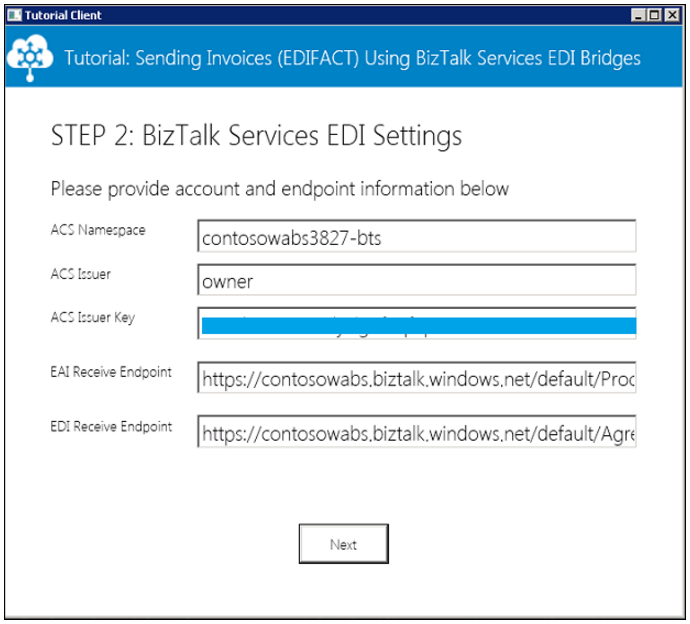 Tutorial Client
Tutorial: Sending Invoices (EDIFACT) Using BizTalk Services EDI Bridges
STEP 2: BizTalk Services EDI Settings
Please provide account and endpoint information below
ACS Namespace
contosowabs3827-bts
ACS Issuer
owner
ACS Issuer Key
EAI Receive Endpoint
https://contosowabs.biztalk.windows.net/default/Proc
EDI Receive Endpoint
https://contosowabs.biztalk.windows.net/default/Agre
Next